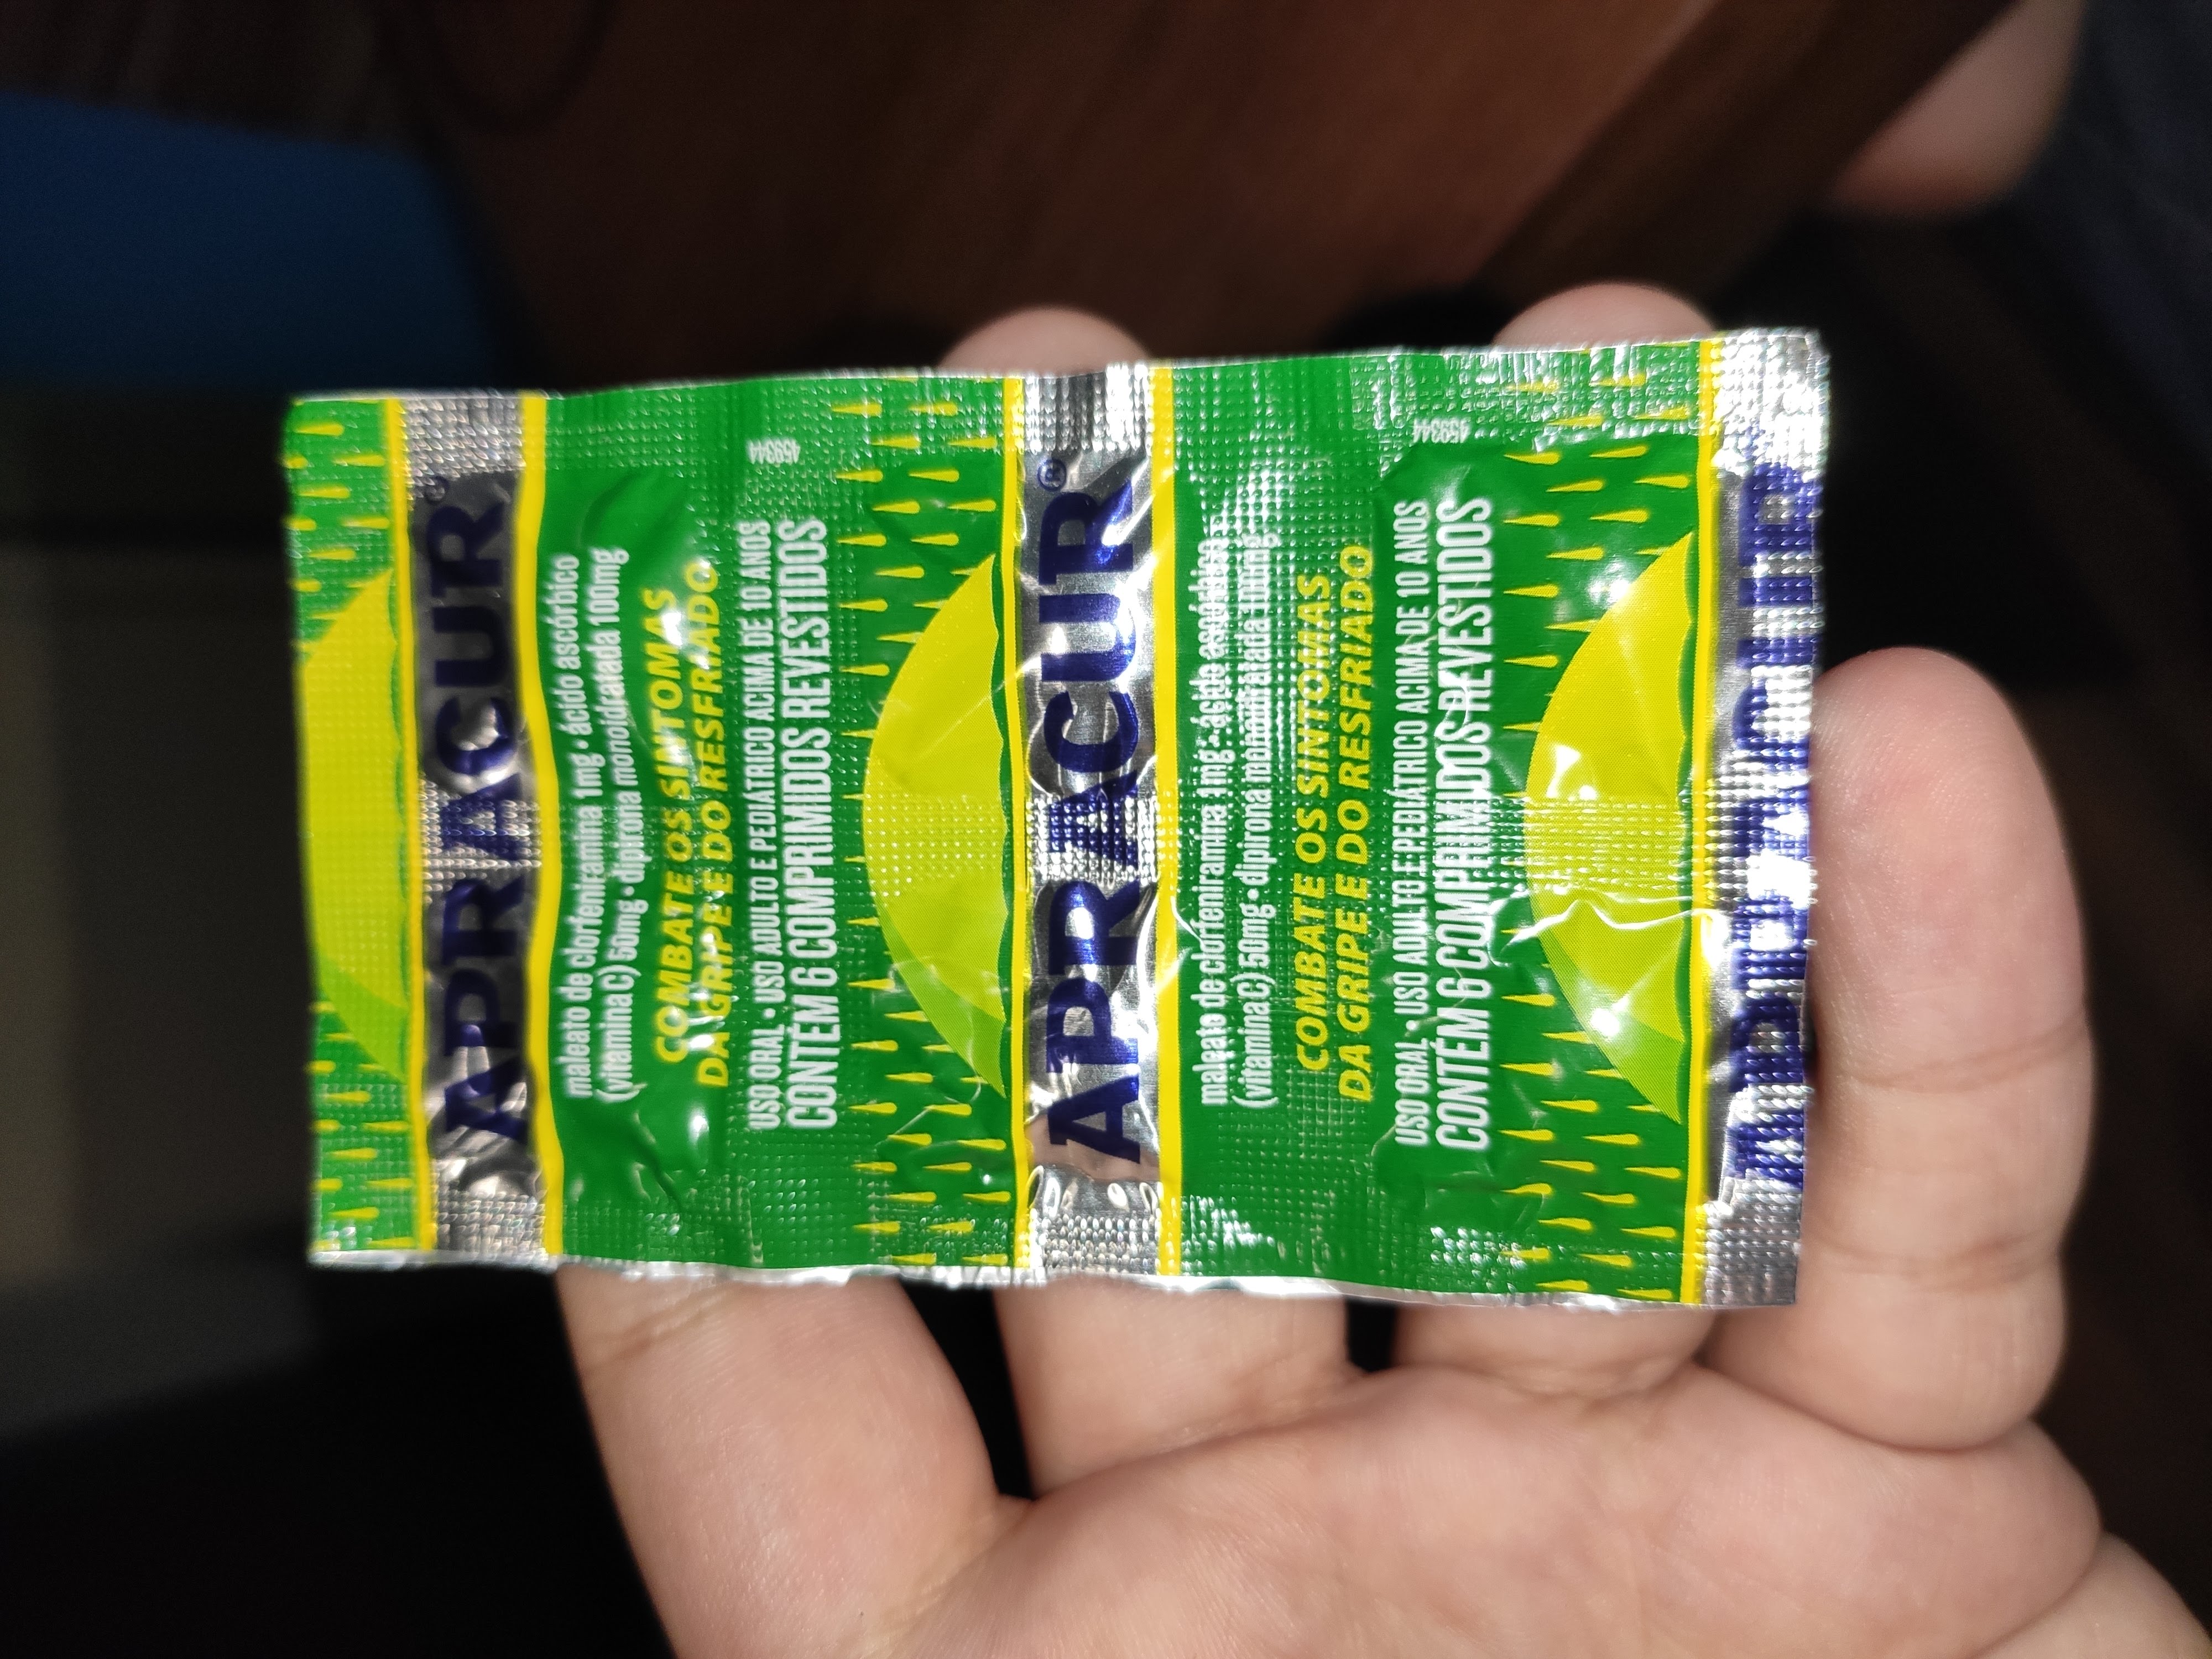 APRACUR®
maleato de clorfeniramina 1mg • ácido ascórbico
(vitamina C) 50mg • dipirona monoidratada 100mg
COMBATE OS SINTOMAS
DA GRIPE E DO RESFRIADO
USO ORAL • USO ADULTO E PEDIÁTRICO ACIMA DE 10 ANOS
CONTÉM 6 COMPRIMIDOS REVESTIDOS
459344
APRACUR®
maleato de clorfeniramina 1mg • ácido ascórbico
(vitamina C) 50mg • dipirona monoidratada 100mg
COMBATE OS SINTOMAS
DA GRIPE E DO RESFRIADO
USO ORAL • USO ADULTO E PEDIÁTRICO ACIMA DE 10 ANOS
CONTÉM 6 COMPRIMIDOS REVESTIDOS
459344
APRACUR